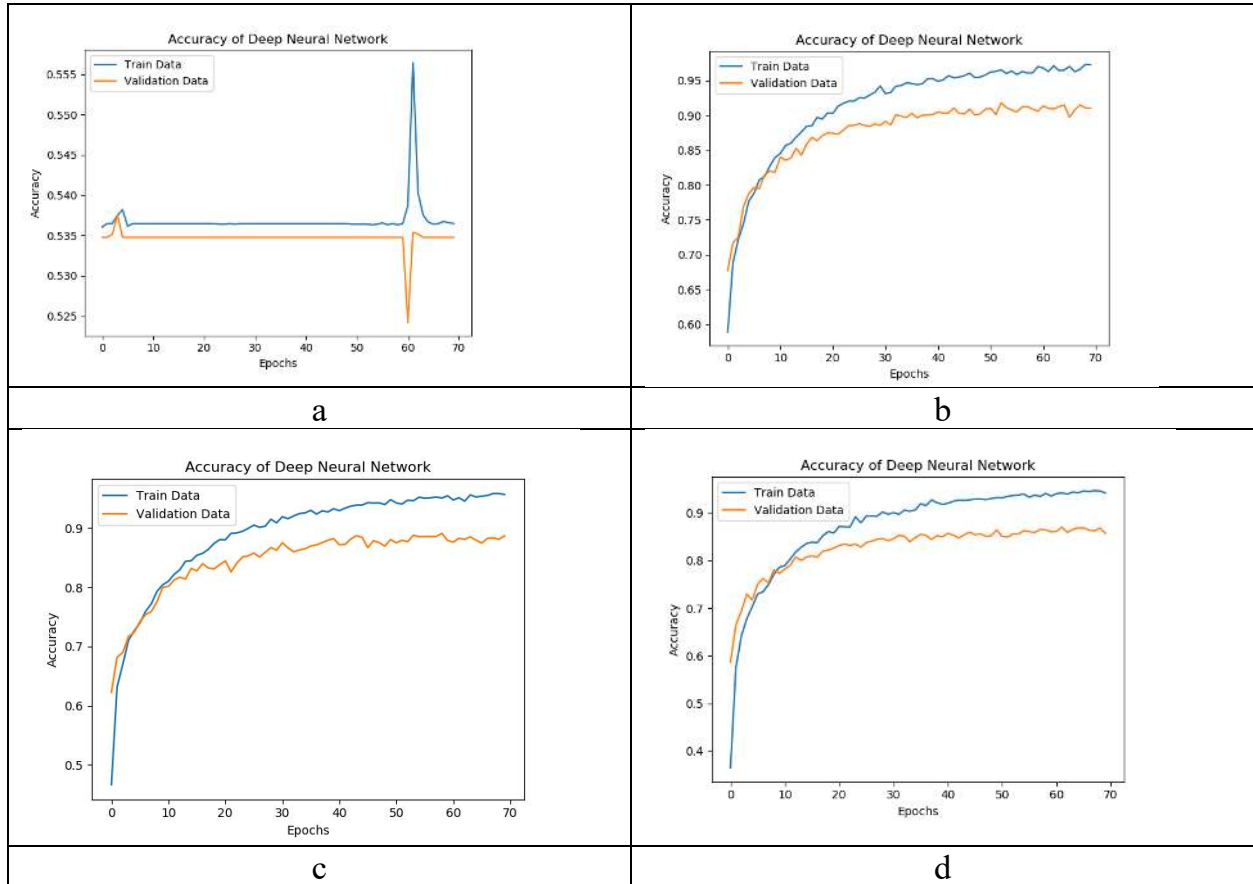 Accuracy of Deep Neural Network
Train Data
Validation Data
0.555
0.550
0.545
0.540
0.535
0.530
0.525
Accuracy
0 10 20 30 40 50 60 70
Epochs
a
Accuracy of Deep Neural Network
Train Data
Validation Data
0.95
0.90
0.85
0.80
0.75
0.70
0.65
0.60
Accuracy
0 10 20 30 40 50 60 70
Epochs
b
Accuracy of Deep Neural Network
Train Data
Validation Data
0.9
0.8
0.7
0.6
0.5
Accuracy
0 10 20 30 40 50 60 70
Epochs
c
Accuracy of Deep Neural Network
Train Data
Validation Data
0.9
0.8
0.7
0.6
0.5
0.4
Accuracy
0 10 20 30 40 50 60 70
Epochs
d